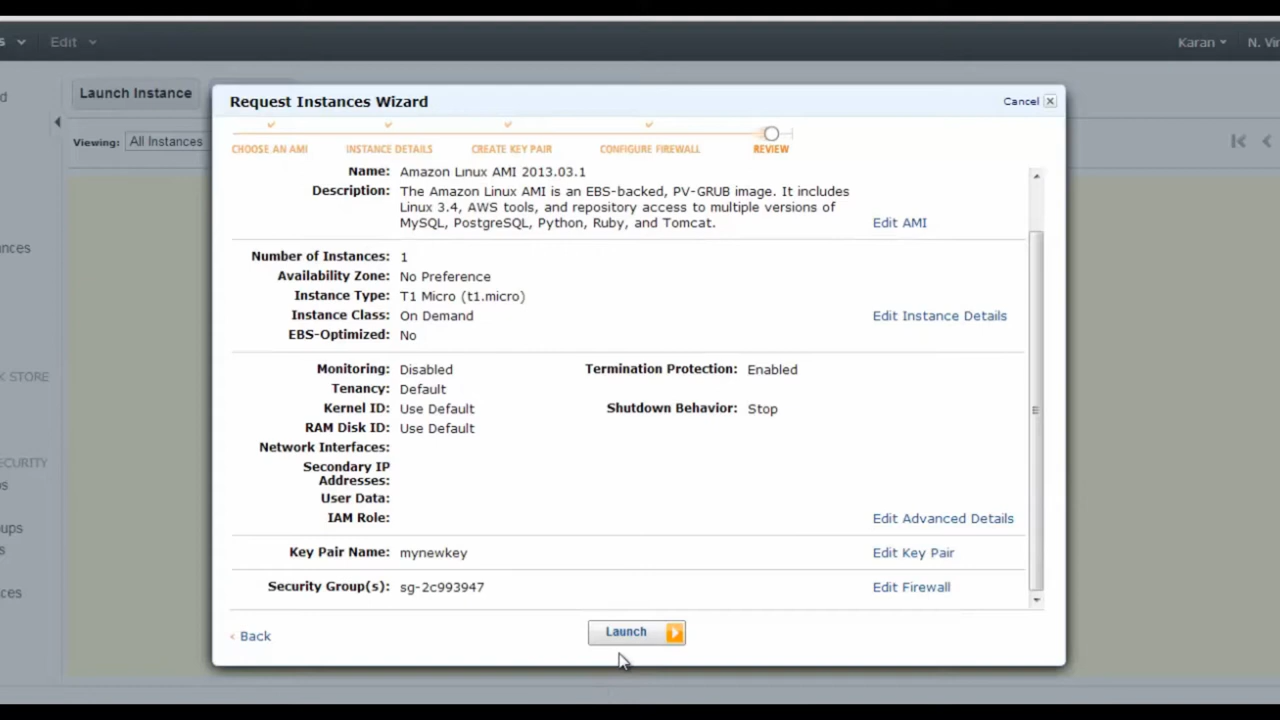 s Edit Karan N. Vir
d Launch Instance
Request Instances Wizard Cancel
Viewing: All Instances
CHOOSE AN AMI INSTANCE DETAILS CREATE KEY PAIR CONFIGURE FIREWALL REVIEW
Name: Amazon Linux AMI 2013.03.1
Description: The Amazon Linux AMI is an EBS-backed, PV-GRUB image. It includes
Linux 3.4, AWS tools, and repository access to multiple versions of
MySQL, PostgreSQL, Python, Ruby, and Tomcat. Edit AMI
ances
Number of Instances: 1
Availability Zone: No Preference
Instance Type: T1 Micro (t1.micro)
Instance Class: On Demand Edit Instance Details
EBS-Optimized: No
K STORE
Monitoring: Disabled Termination Protection: Enabled
Tenancy: Default
Kernel ID: Use Default Shutdown Behavior: Stop
RAM Disk ID: Use Default
Network Interfaces:
ECURITY
Secondary IP
Addresses:
ps
User Data:
IAM Role: Edit Advanced Details
ups
s
Key Pair Name: mynewkey Edit Key Pair
Security Group(s): sg-2c993947 Edit Firewall
ces
‹ Back Launch